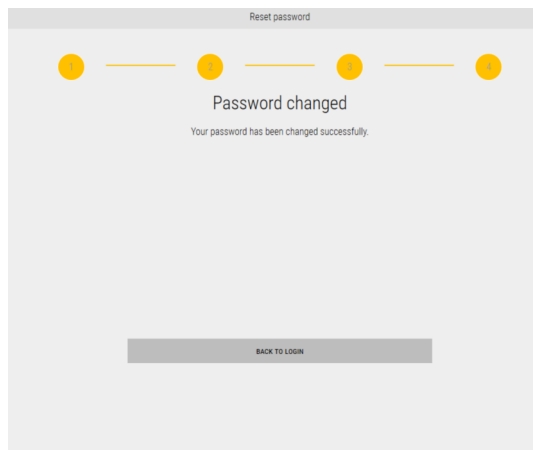 Reset password
1 2 3 4
Password changed
Your password has been changed successfully.
BACK TO LOGIN